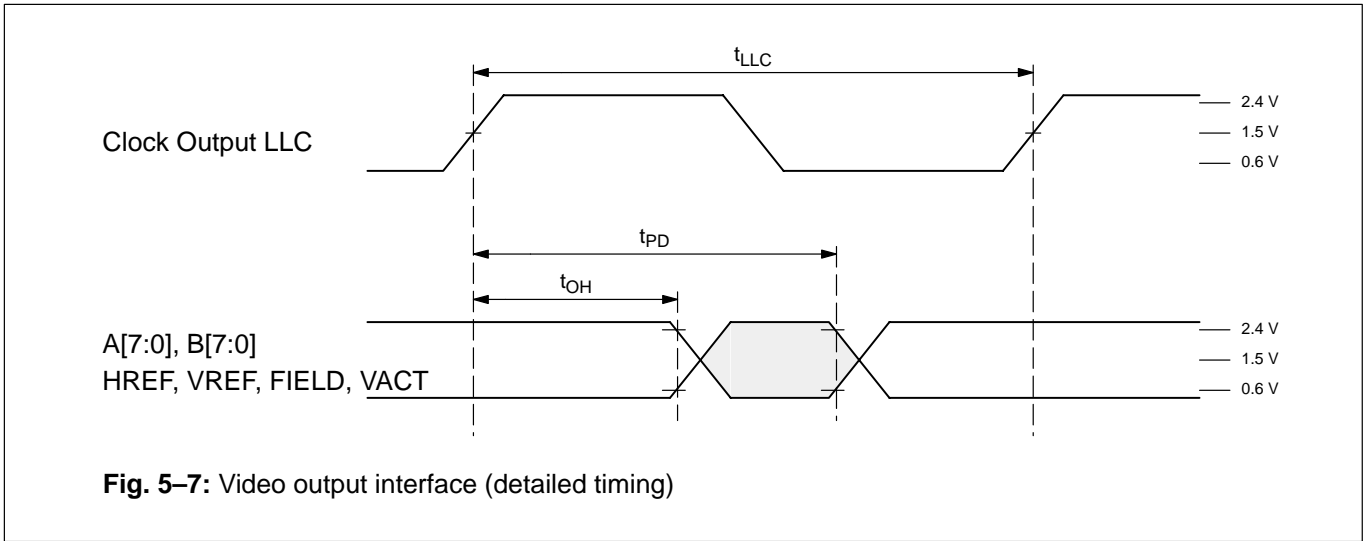 tLLC
Clock Output LLC
2.4 V
1.5 V
0.6 V
tPD
tOH
A[7:0], B[7:0]
HREF, VREF, FIELD, VACT
2.4 V
1.5 V
0.6 V
Fig. 5–7: Video output interface (detailed timing)